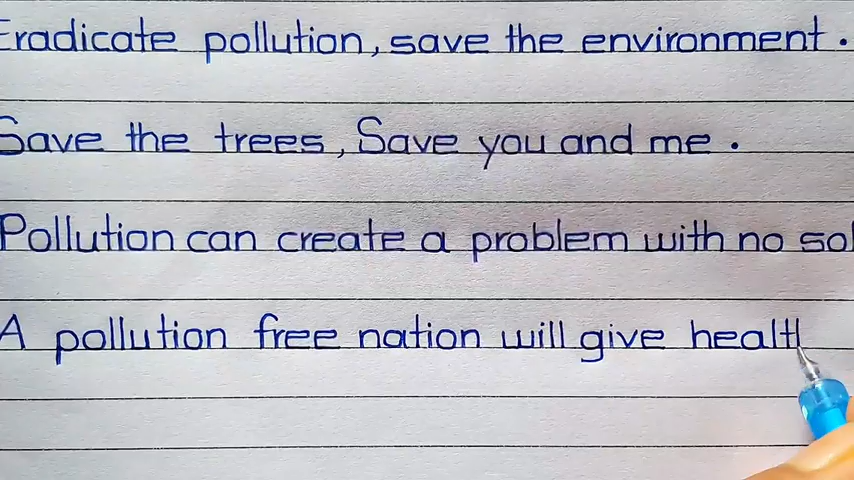 Eradicate pollution, save the environment.
Save the trees, Save you and me.
Pollution can create a problem with no sol
A pollution free nation will give healt